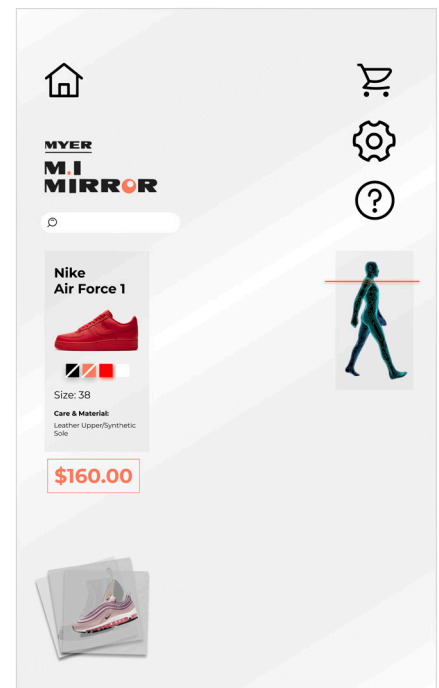 MYER
M.I
MIRROR
Nike
Air Force 1
Size: 38
Care & Material:
Leather Upper/Synthetic
Sole
$160.00
?